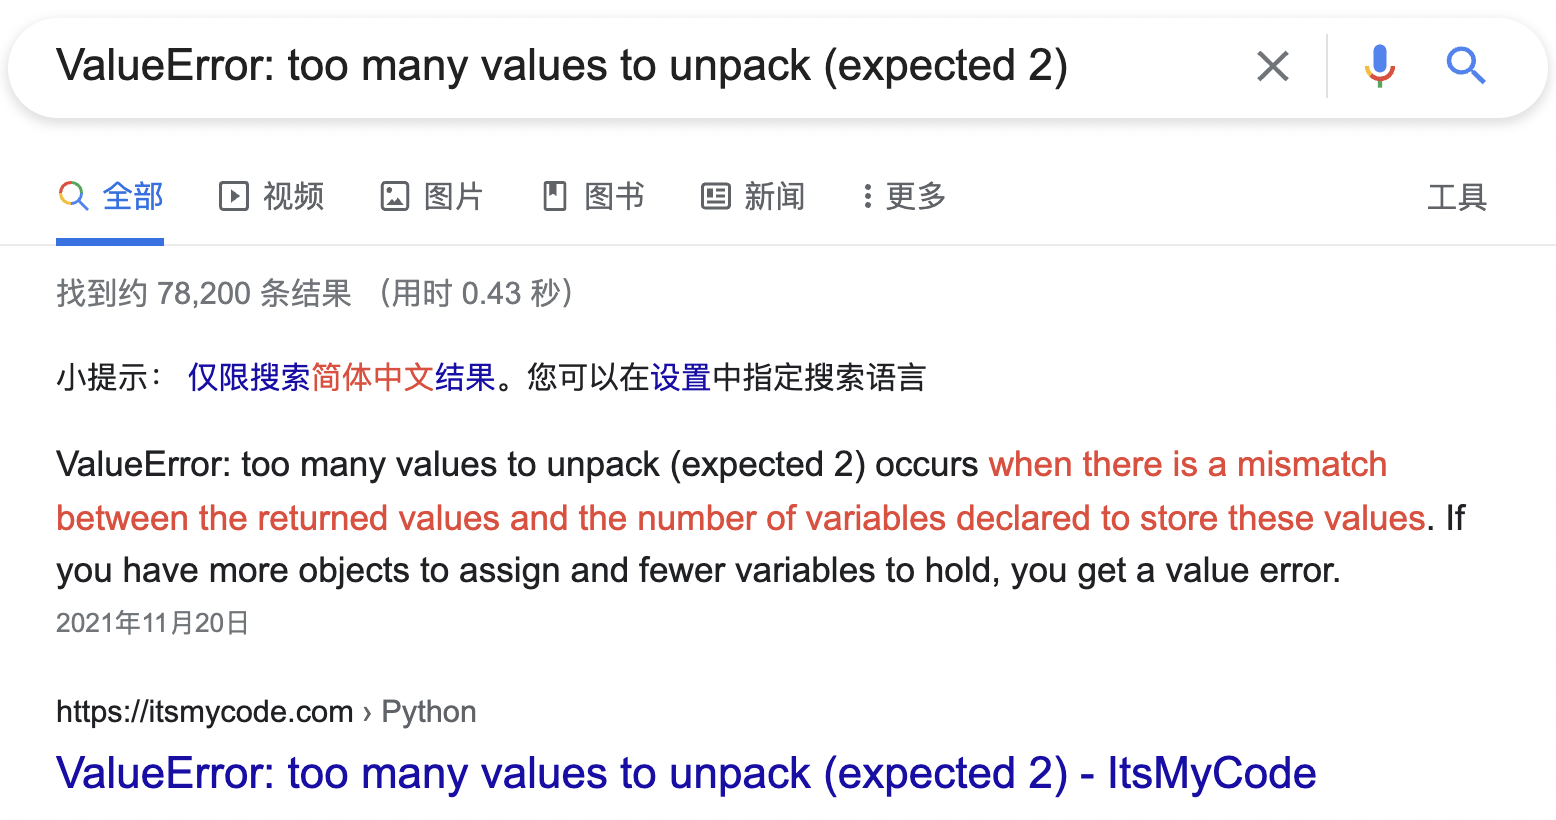 ValueError: too many values to unpack (expected 2)
全部 视频 图片 图书 新闻 更多 工具
找到约 78,200 条结果 （用时 0.43 秒）
小提示： 仅限搜索简体中文结果。您可以在设置中指定搜索语言
ValueError: too many values to unpack (expected 2) occurs when there is a mismatch
between the returned values and the number of variables declared to store these values. If
you have more objects to assign and fewer variables to hold, you get a value error.
2021年11月20日
https://itsmycode.com › Python
ValueError: too many values to unpack (expected 2) - ItsMyCode